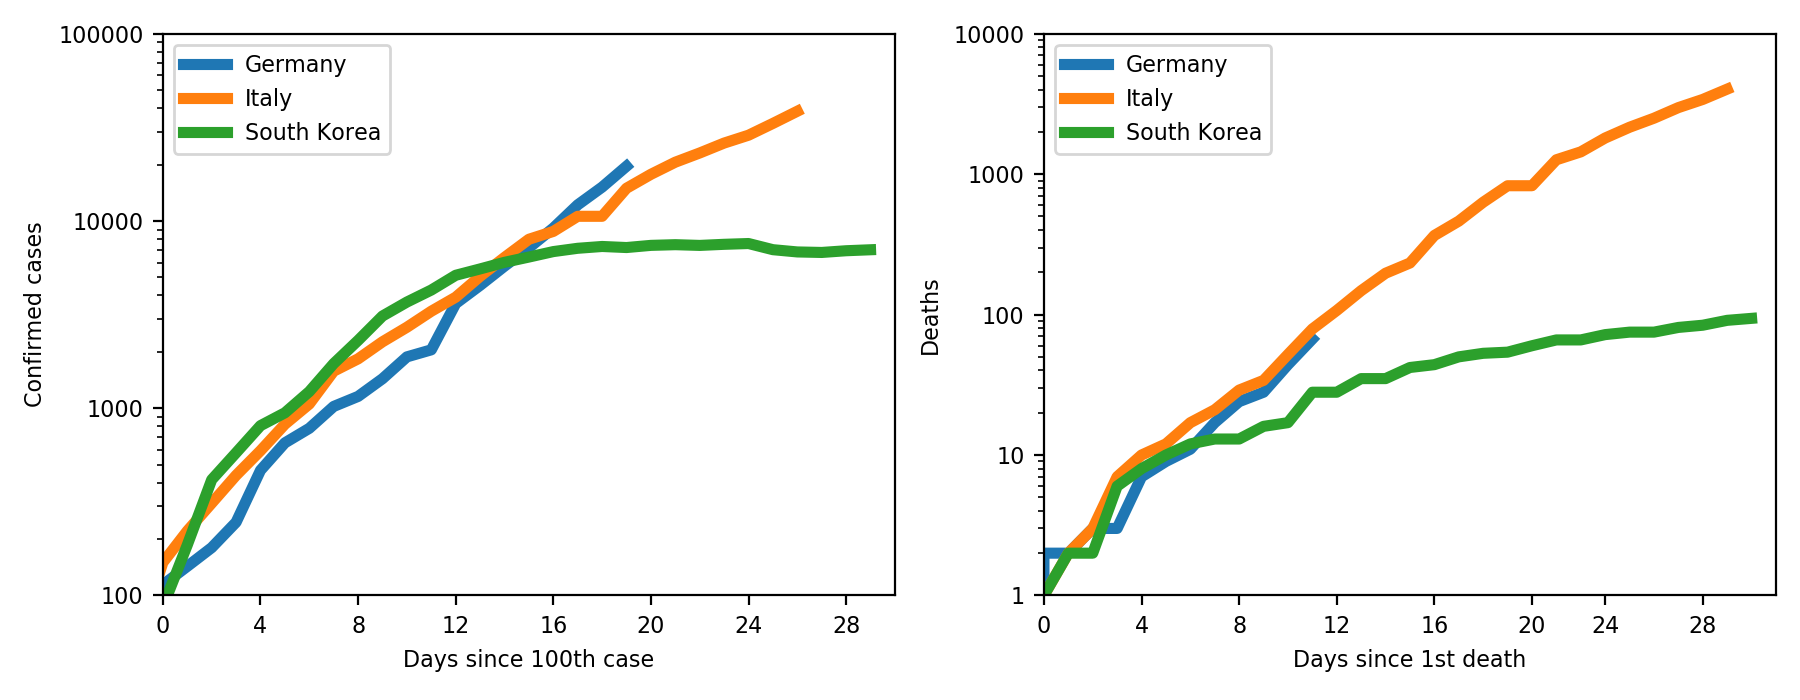 100000
10000
1000
100
Confirmed cases
Germany
Italy
South Korea
0 4 8 12 16 20 24 28
Days since 100th case
10000
1000
100
10
1
Deaths
Germany
Italy
South Korea
0 4 8 12 16 20 24 28
Days since 1st death